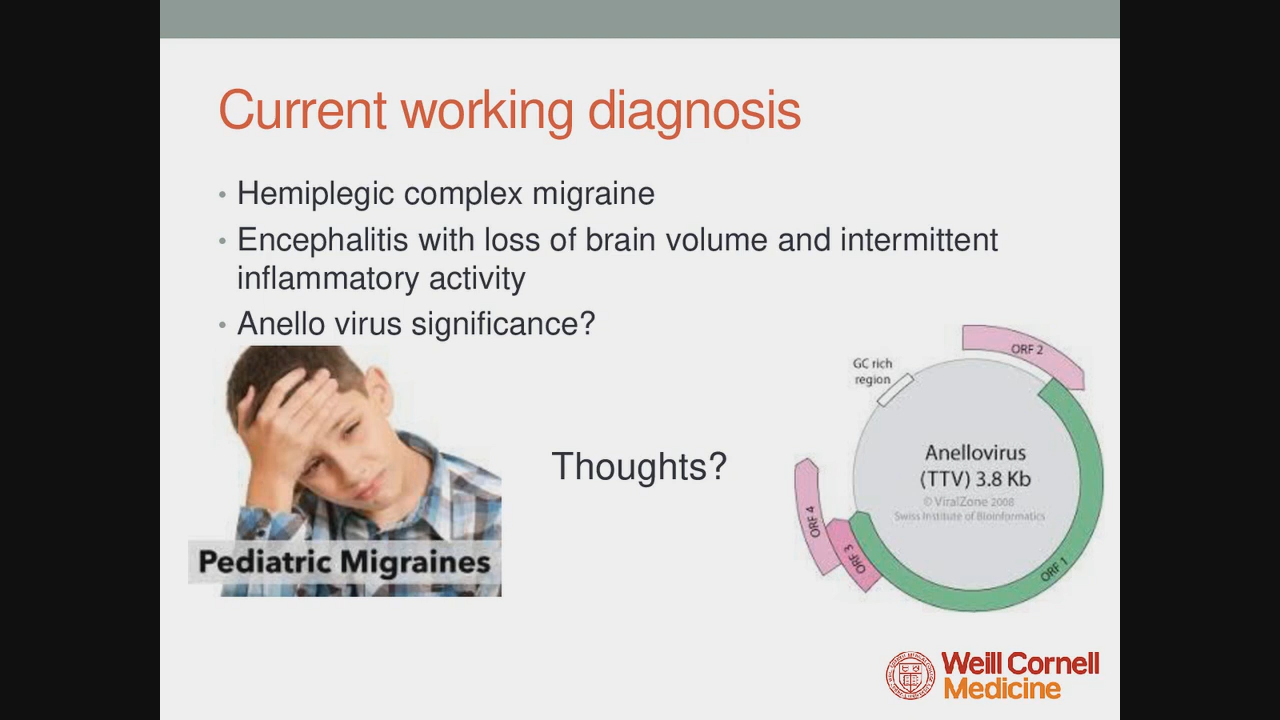 Current working diagnosis
• Hemiplegic complex migraine
• Encephalitis with loss of brain volume and intermittent
inflammatory activity
• Anello virus significance?
Pediatric Migraines
Thoughts?
ORF 2
GC rich
region
Anellovirus
(TTV) 3.8 Kb
© ViralZone 2008
Swiss Institute of Bioinformatics
ORF 4
ORF 3
ORF 1
Weill Cornell
Medicine